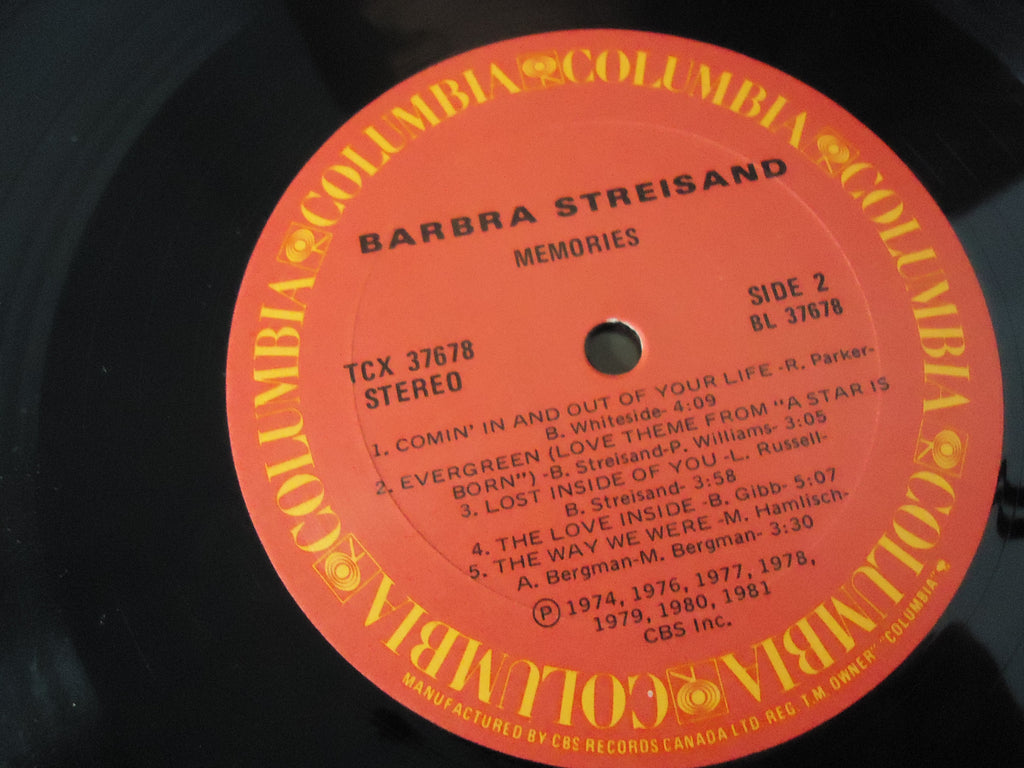 COLUMBIA COLUMBIA COLUMBIA COLUMBIA COLUMBIA COLUMBIA COLUMBIA COLUMBIA
BARBRA STREISAND
MEMORIES
SIDE 2
BL 37678
TCX 37678
STEREO
1. COMIN' IN AND OUT OF YOUR LIFE -R. Parker-
B. Whiteside- 4:09
2. EVERGREEN (LOVE THEME FROM "A STAR IS
BORN") -B. Streisand-P. Williams- 3:05
3. LOST INSIDE OF YOU -L. Russell-
B. Streisand- 3:58
4. THE LOVE INSIDE -B. Gibb- 5:07
5. THE WAY WE WERE -M. Hamlisch-
A. Bergman-M. Bergman- 3:30
Ⓟ 1974, 1976, 1977, 1978,
1979, 1980, 1981
CBS Inc.
MANUFACTURED BY CBS RECORDS CANADA LTD REG. T.M. OWNER "COLUMBIA"